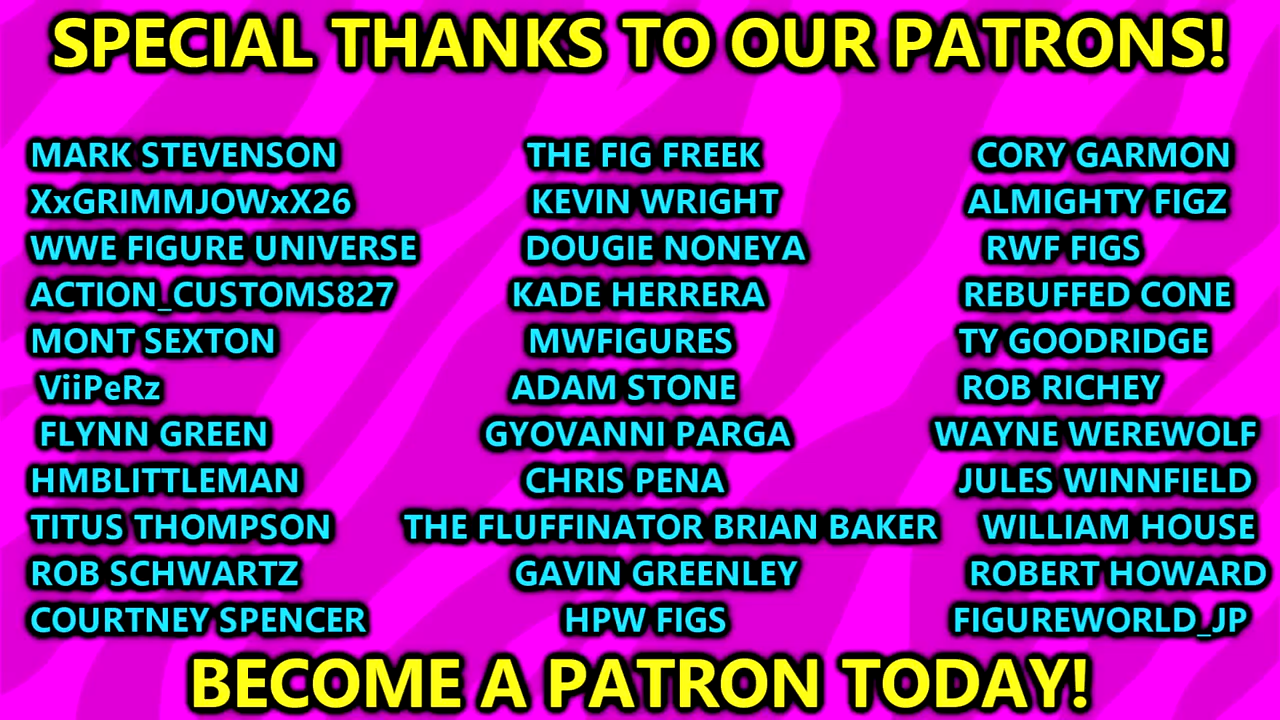 SPECIAL THANKS TO OUR PATRONS!
MARK STEVENSON THE FIG FREEK CORY GARMON
XxGRIMMJOWxX26 KEVIN WRIGHT ALMIGHTY FIGZ
WWE FIGURE UNIVERSE DOUGIE NONEYA RWF FIGS
ACTION_CUSTOMS827 KADE HERRERA REBUFFED CONE
MONT SEXTON MWFIGURES TY GOODRIDGE
ViiPeRz ADAM STONE ROB RICHEY
FLYNN GREEN GYOVANNI PARGA WAYNE WEREWOLF
HMBLITTLEMAN CHRIS PENA JULES WINNFIELD
TITUS THOMPSON THE FLUFFINATOR BRIAN BAKER WILLIAM HOUSE
ROB SCHWARTZ GAVIN GREENLEY ROBERT HOWARD
COURTNEY SPENCER HPW FIGS FIGUREWORLD_JP
BECOME A PATRON TODAY!